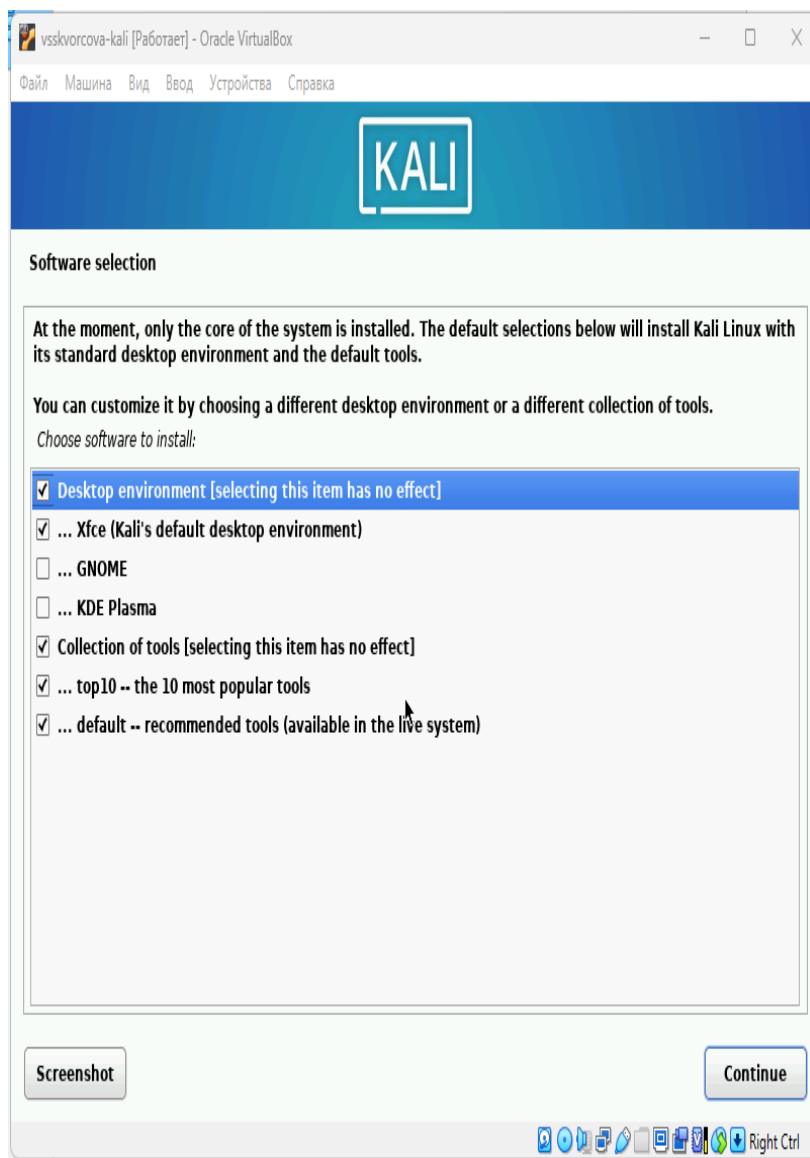 vsskvorcova-kali [Работает] - Oracle VirtualBox
Файл Машина Вид Ввод Устройства Справка
KALI
Software selection
At the moment, only the core of the system is installed. The default selections below will install Kali Linux with
its standard desktop environment and the default tools.
You can customize it by choosing a different desktop environment or a different collection of tools.
Choose software to install:
Desktop environment [selecting this item has no effect]
... Xfce (Kali's default desktop environment)
... GNOME
... KDE Plasma
Collection of tools [selecting this item has no effect]
... top10 -- the 10 most popular tools
... default -- recommended tools (available in the live system)
Screenshot Continue
Right Ctrl